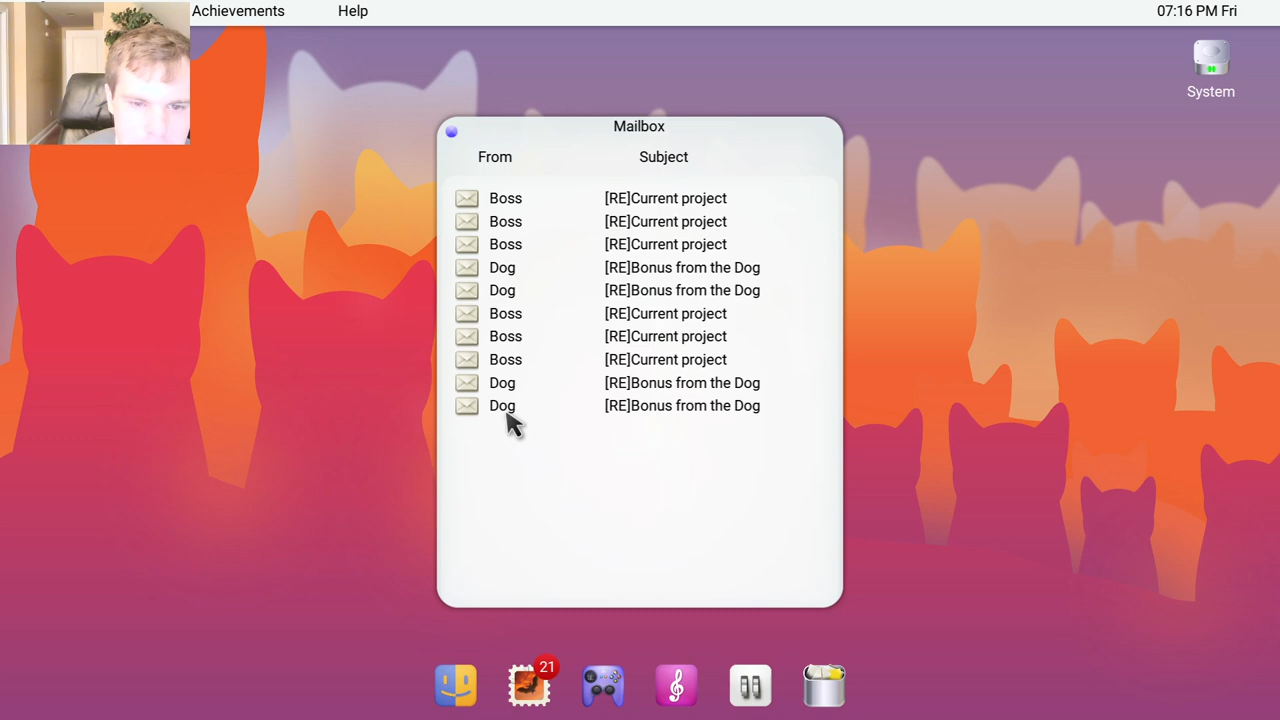 Achievements Help 07:16 PM Fri
System
Mailbox
From Subject
Boss [RE]Current project
Boss [RE]Current project
Boss [RE]Current project
Dog [RE]Bonus from the Dog
Dog [RE]Bonus from the Dog
Boss [RE]Current project
Boss [RE]Current project
Boss [RE]Current project
Dog [RE]Bonus from the Dog
Dog [RE]Bonus from the Dog
21